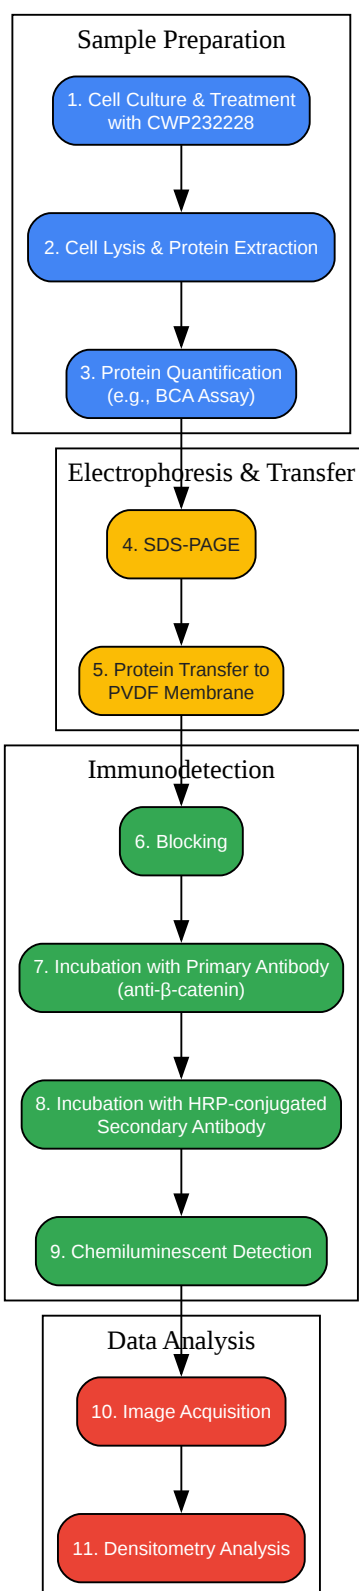 Sample Preparation
1. Cell Culture & Treatment
with CWP232228
2. Cell Lysis & Protein Extraction
3. Protein Quantification
(e.g., BCA Assay)
Electrophoresis & Transfer
4. SDS-PAGE
5. Protein Transfer to
PVDF Membrane
Immunodetection
6. Blocking
7. Incubation with Primary Antibody
(anti-β-catenin)
8. Incubation with HRP-conjugated
Secondary Antibody
9. Chemiluminescent Detection
Data Analysis
10. Image Acquisition
11. Densitometry Analysis